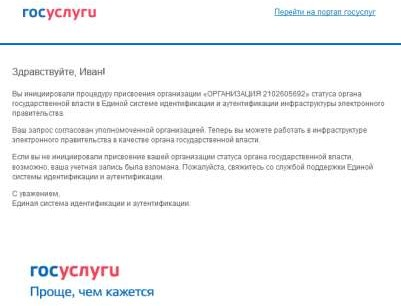 госуслуги
Перейти на портал госуслуг
Здравствуйте, Иван!
Вы инициировали процедуру присвоения организации «ОРГАНИЗАЦИЯ 2102605692» статуса органа
государственной власти в Единой системе идентификации и аутентификации инфраструктуры электронного
правительства
Ваш запрос согласован уполномоченной организацией. Теперь вы можете работать в инфраструктуре
электронного правительства в качестве органа государственной власти.
Если вы не инициировали присвоение вашей организации статуса органа государственной власти,
возможно, ваша учетная запись была взломана. Пожалуйста, свяжитесь со службой поддержки Единой
системы идентификации и аутентификации.
С уважением,
Единая система идентификации и аутентификации.
госуслуги
Проще, чем кажется